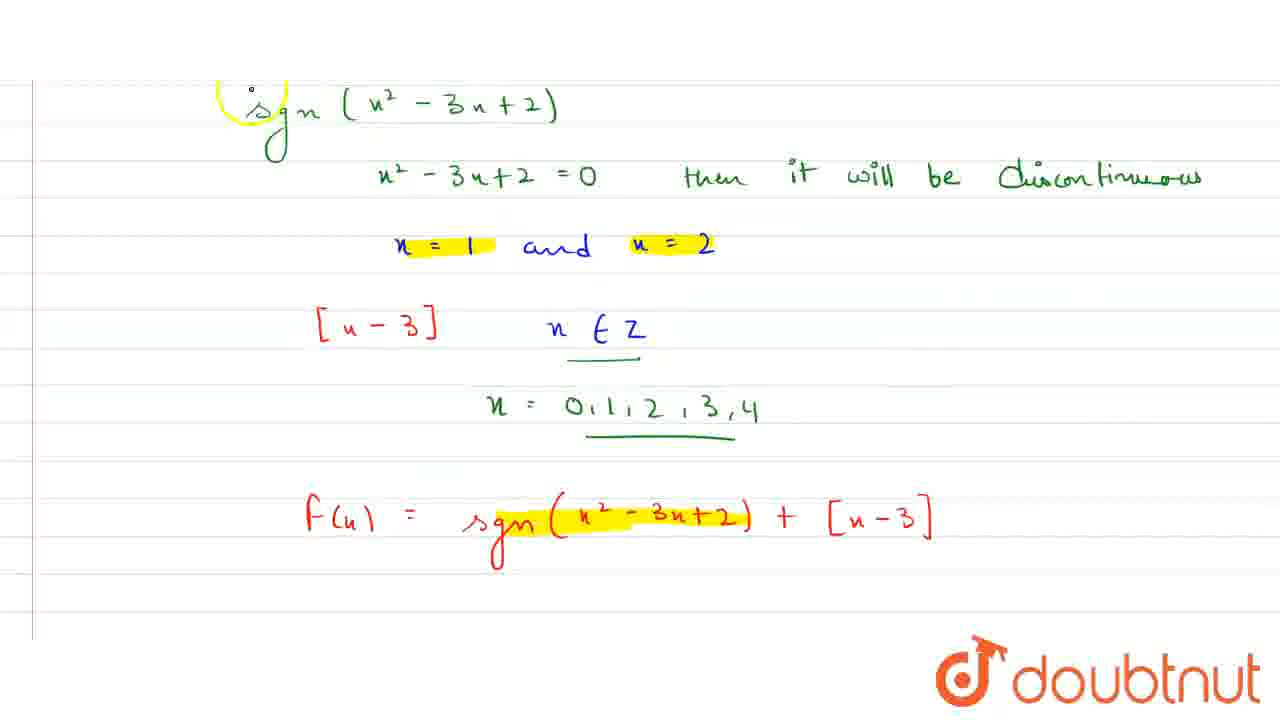 sgn (x² - 3x + 2)
x² - 3x + 2 = 0 then it will be discontinuous
x = 1 and x = 2
[x - 3] x ∈ Z
x = 0, 1, 2, 3, 4
f(x) = sgn (x² - 3x + 2) + [x - 3]
doubtnut